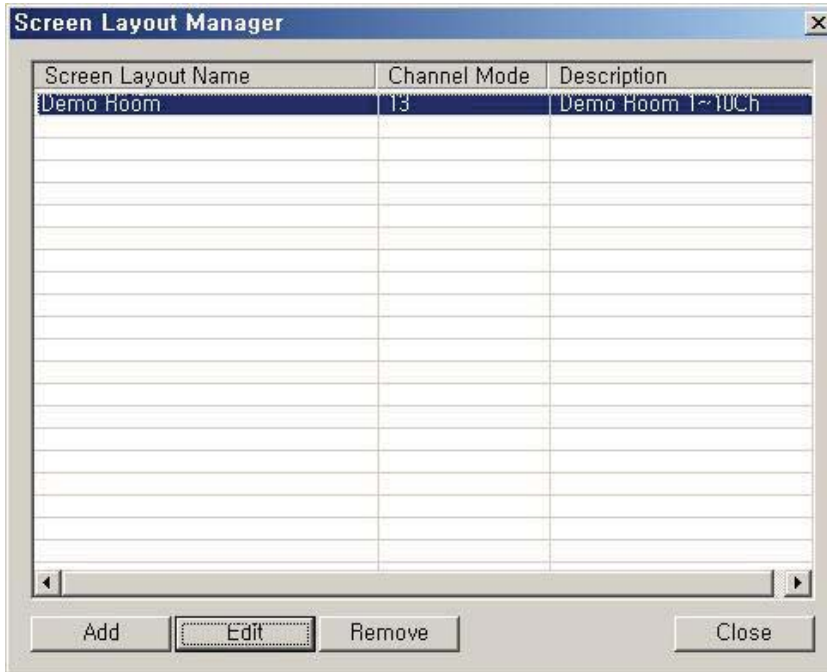 Screen Layout Manager
Screen Layout Name Channel Mode Description
Demo Room 13 Demo Room 1~10Ch
Add Edit Remove Close